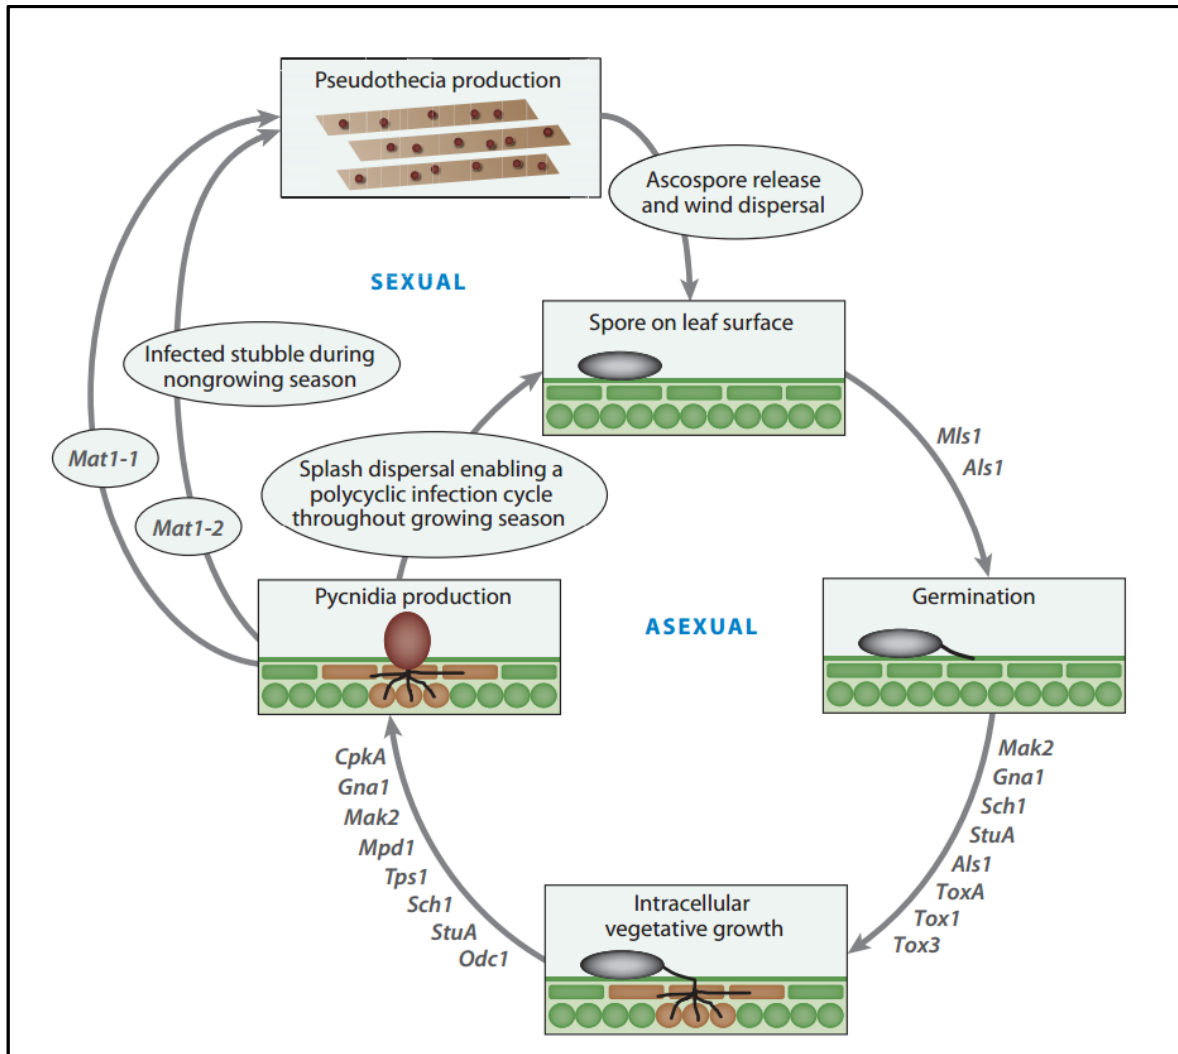 Pseudothecia production
Ascospore release
and wind dispersal
SEXUAL
Spore on leaf surface
Infected stubble during
nongrowing season
Mat1-1
Mat1-2
Splash dispersal enabling a
polycyclic infection cycle
throughout growing season
Mls1
Als1
Pycnidia production
ASEXUAL
Germination
Mak2
Gna1
Sch1
StuA
Als1
ToxA
Tox1
Tox3
Intracellular
vegetative growth
CpkA
Gna1
Mak2
Mpd1
Tps1
Sch1
StuA
Odc1